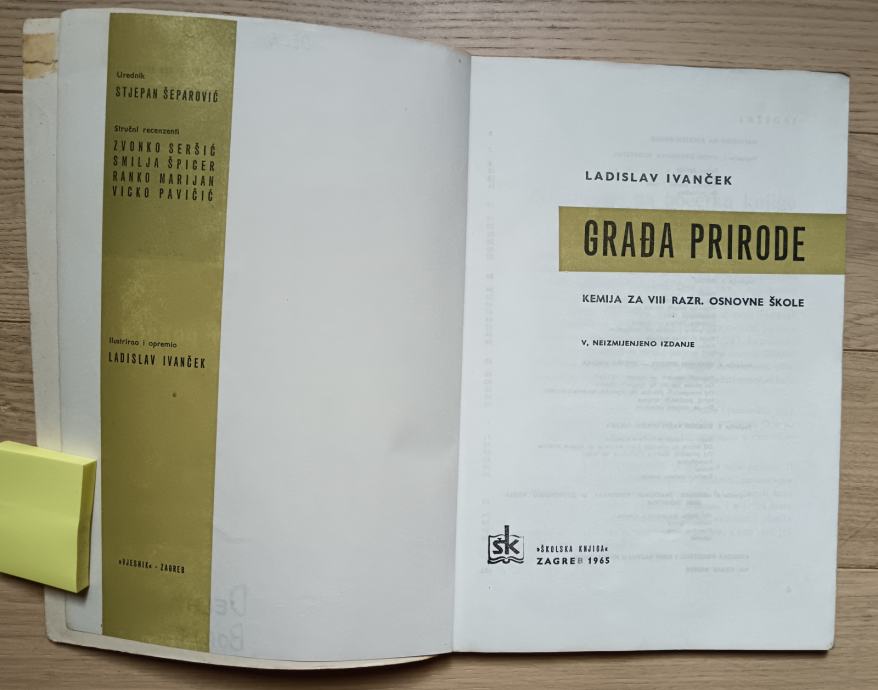 Urednik
STJEPAN ŠEPAROVIĆ
Stručni recenzenti
ZVONKO SERŠIĆ
SMILJA ŠPICER
RANKO MARIJAN
VICKO PAVIČIĆ
Ilustrirao i opremio
LADISLAV IVANČEK
»VJESNIK« - ZAGREB
LADISLAV IVANČEK
GRAĐA PRIRODE
KEMIJA ZA VIII RAZR. OSNOVNE ŠKOLE
V, NEIZMIJENJENO IZDANJE
šk
»ŠKOLSKA KNJIGA«
ZAGREB 1965